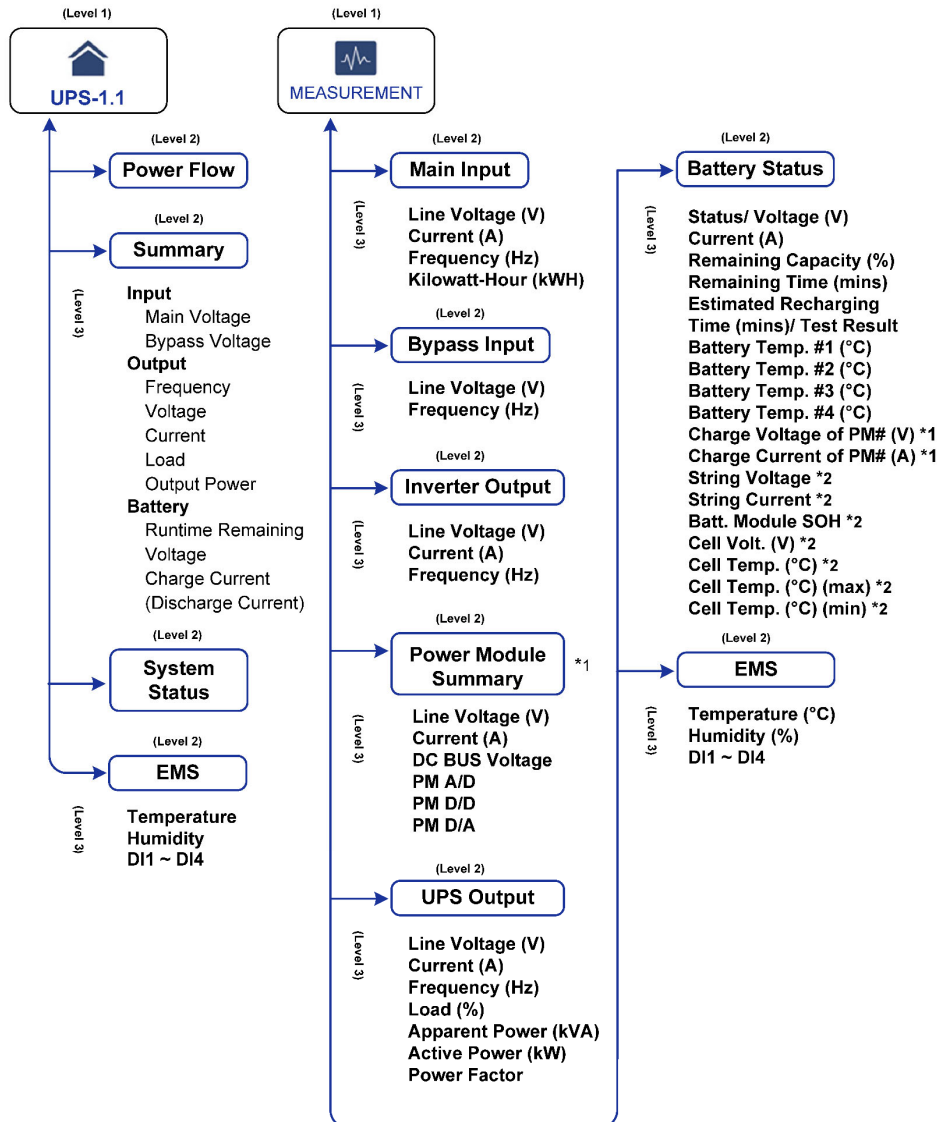 (Level 1)
UPS-1.1
(Level 2)
Power Flow
(Level 2)
Summary
(Level 3)
Input
Main Voltage
Bypass Voltage
Output
Frequency
Voltage
Current
Load
Output Power
Battery
Runtime Remaining
Voltage
Charge Current
(Discharge Current)
(Level 2)
System
Status
(Level 2)
EMS
(Level 3)
Temperature
Humidity
DI1 ~ DI4
(Level 1)
MEASUREMENT
(Level 2)
Main Input
(Level 3)
Line Voltage (V)
Current (A)
Frequency (Hz)
Kilowatt-Hour (kWH)
(Level 2)
Bypass Input
(Level 3)
Line Voltage (V)
Frequency (Hz)
(Level 2)
Inverter Output
(Level 3)
Line Voltage (V)
Current (A)
Frequency (Hz)
(Level 2)
Power Module
Summary
*1
(Level 3)
Line Voltage (V)
Current (A)
DC BUS Voltage
PM A/D
PM D/D
PM D/A
(Level 2)
UPS Output
(Level 3)
Line Voltage (V)
Current (A)
Frequency (Hz)
Load (%)
Apparent Power (kVA)
Active Power (kW)
Power Factor
(Level 2)
Battery Status
(Level 3)
Status/ Voltage (V)
Current (A)
Remaining Capacity (%)
Remaining Time (mins)
Estimated Recharging
Time (mins)/ Test Result
Battery Temp. #1 (°C)
Battery Temp. #2 (°C)
Battery Temp. #3 (°C)
Battery Temp. #4 (°C)
Charge Voltage of PM# (V) *1
Charge Current of PM# (A) *1
String Voltage *2
String Current *2
Batt. Module SOH *2
Cell Volt. (V) *2
Cell Temp. (°C) *2
Cell Temp. (°C) (max) *2
Cell Temp. (°C) (min) *2
(Level 2)
EMS
(Level 3)
Temperature (°C)
Humidity (%)
DI1 ~ DI4